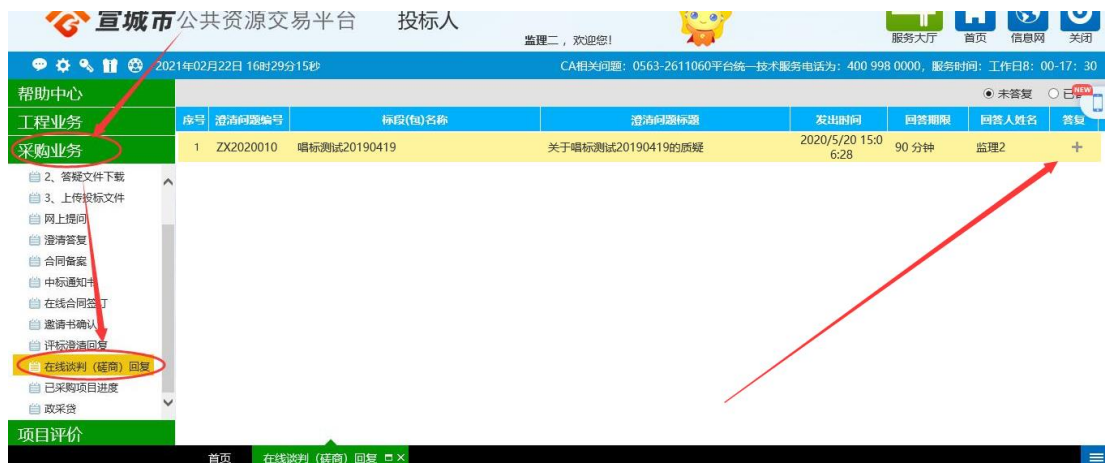 宣城市公共资源交易平台 投标人
监理二，欢迎您！
服务大厅 首页 信息网 关闭
2021年02月22日 16时29分15秒 CA相关问题：0563-2611060平台统一技术服务电话为：400 998 0000，服务时间：工作日8：00-17：30
帮助中心 未答复
NEW
工程业务
序号 澄清问题编号 标段(包)名称 澄清问题标题 发出时间 回答期限 回答人姓名 答复
采购业务
1 ZX2020010 唱标测试20190419 关于唱标测试20190419的质疑 2020/5/20 15:0 90 分钟 监理2
6:28
2、答疑文件下载
3、上传投标文件
网上提问
澄清答复
合同备案
中标通知书
在线合同签订
邀请书确认
评标澄清回复
在线谈判（磋商）回复
已采购项目进度
政采贷
项目评价
首页 在线谈判（磋商）回复